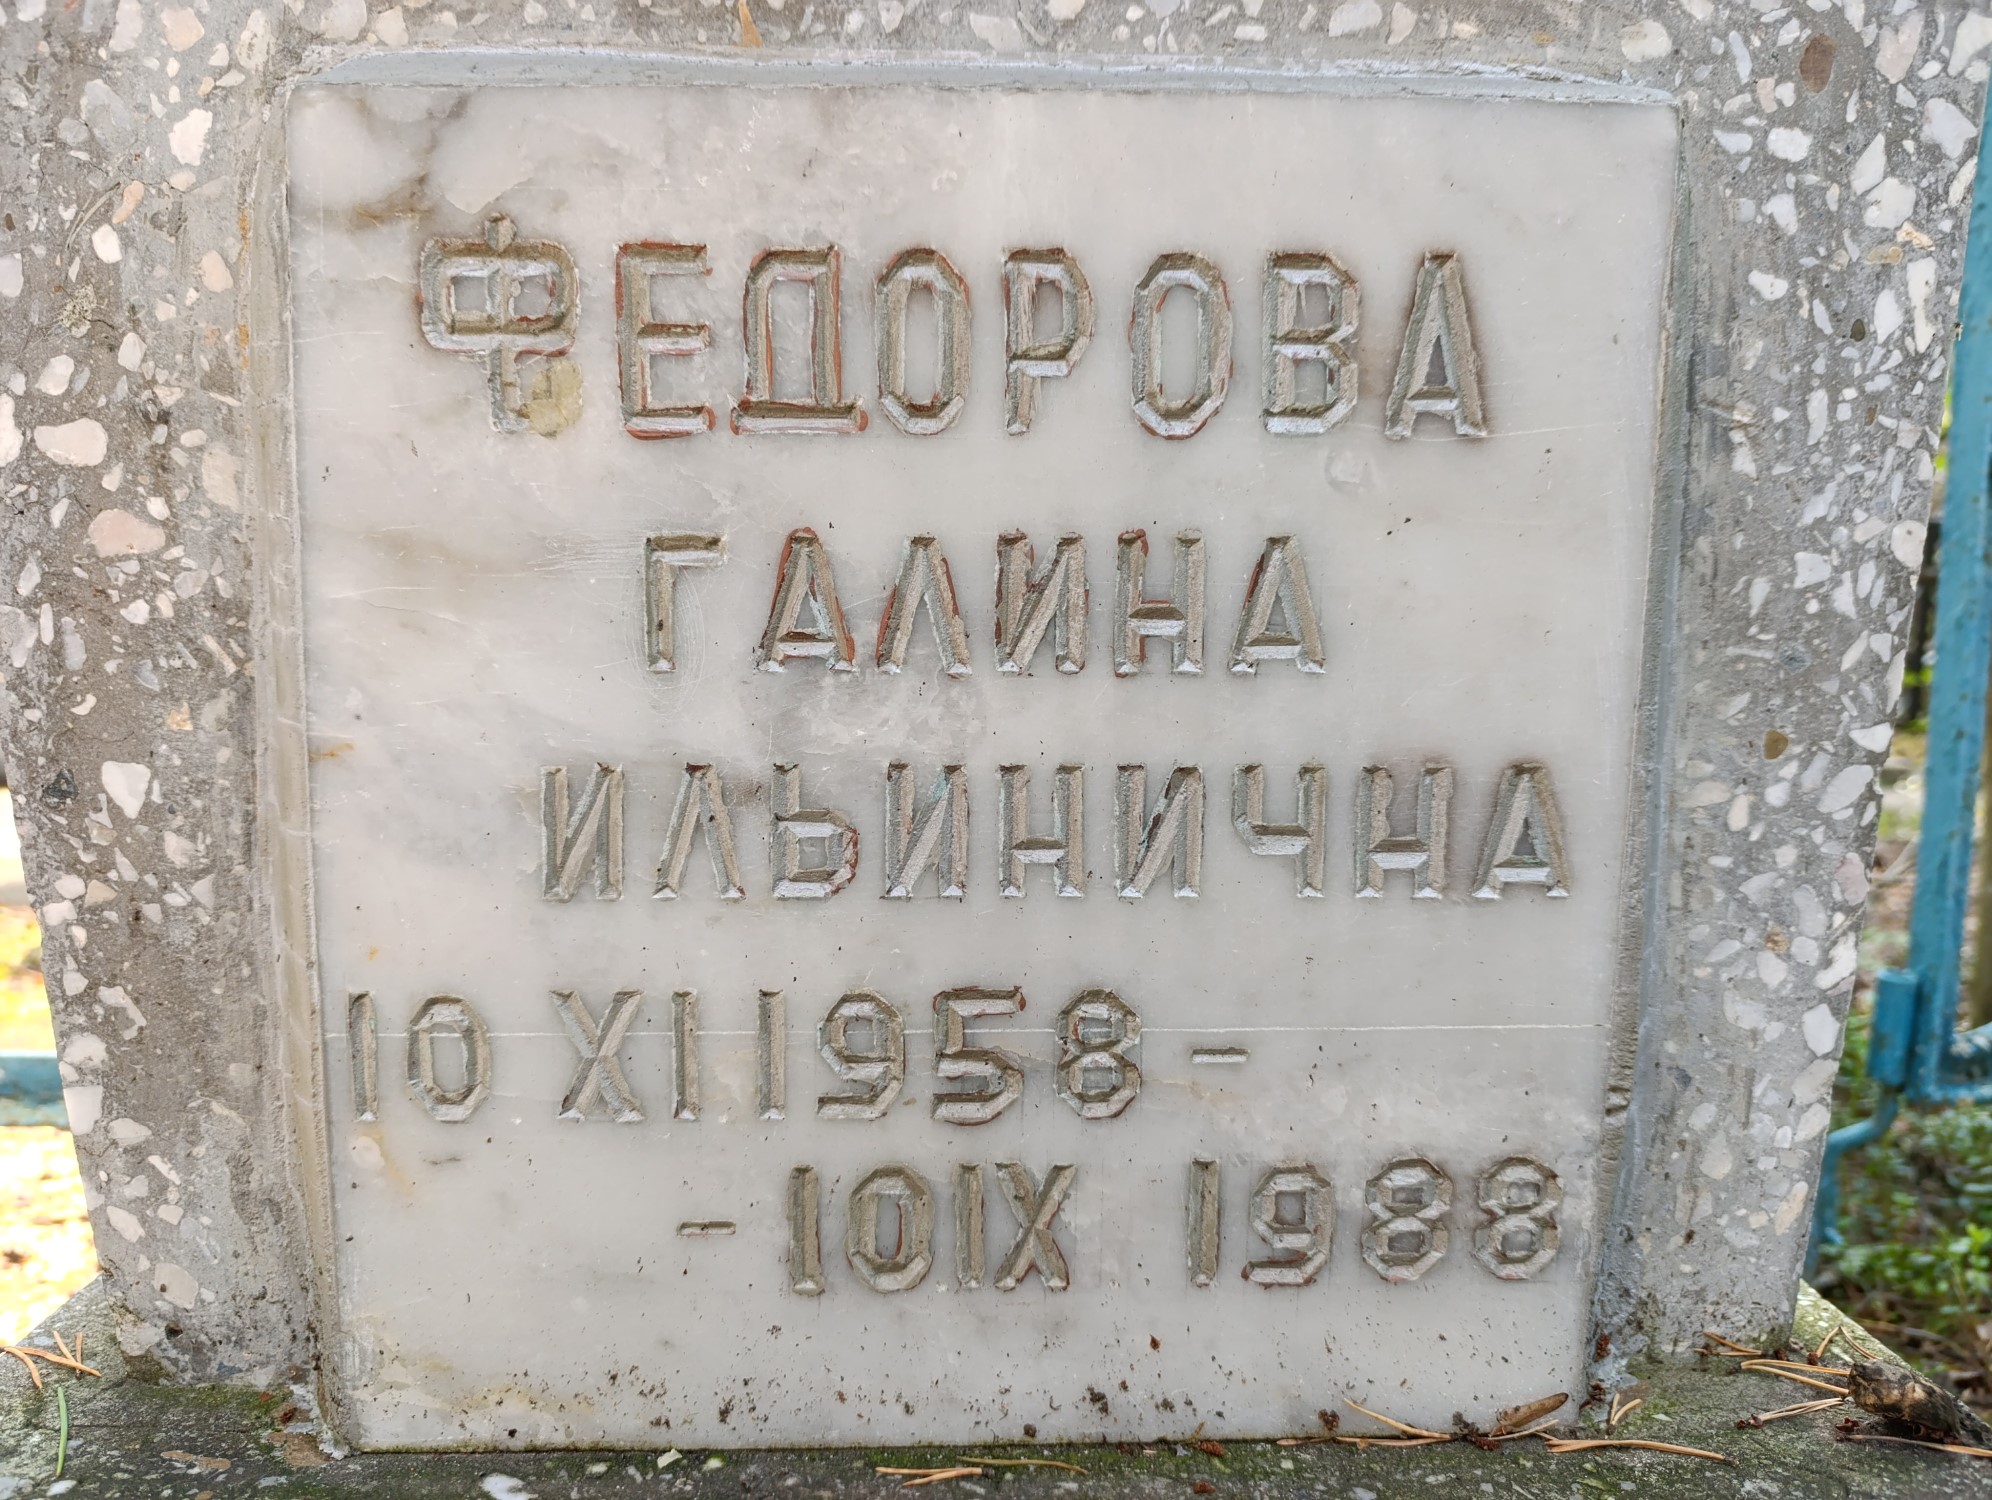 ФЕДОРОВА
ГАЛИНА
ИЛЬИНИЧНА
10 XI 1958 -
- 10 IX 1988